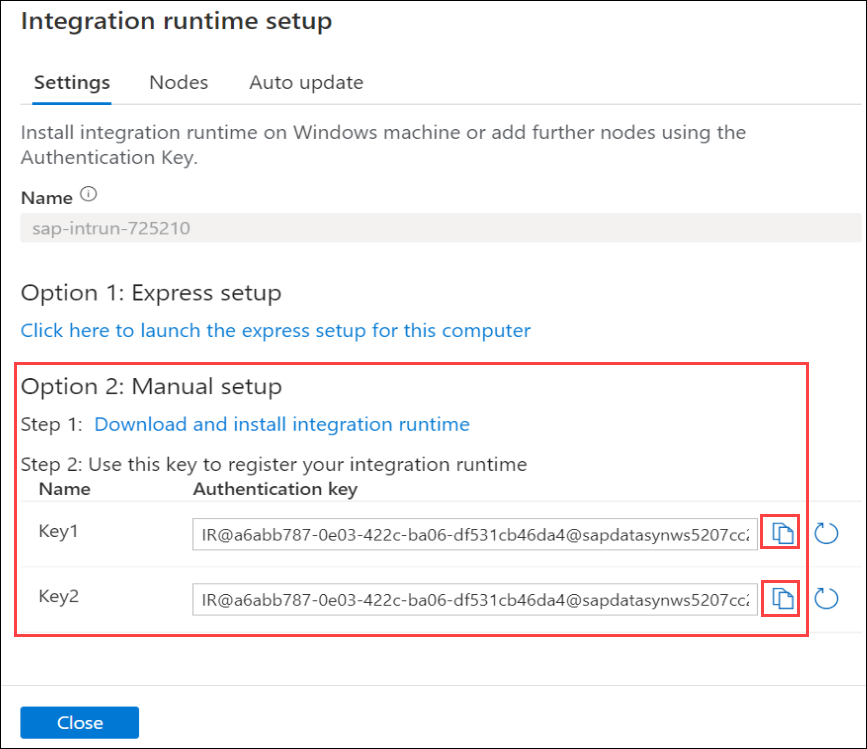 Integration runtime setup
Settings Nodes Auto update
Install integration runtime on Windows machine or add further nodes using the
Authentication Key.
Name
sap-intrun-725210
Option 1: Express setup
Click here to launch the express setup for this computer
Option 2: Manual setup
Step 1: Download and install integration runtime
Step 2: Use this key to register your integration runtime
Name Authentication key
Key1 IR@a6abb787-0e03-422c-ba06-df531cb46da4@sapdatasynws5207cc2
Key2 IR@a6abb787-0e03-422c-ba06-df531cb46da4@sapdatasynws5207cc2
Close